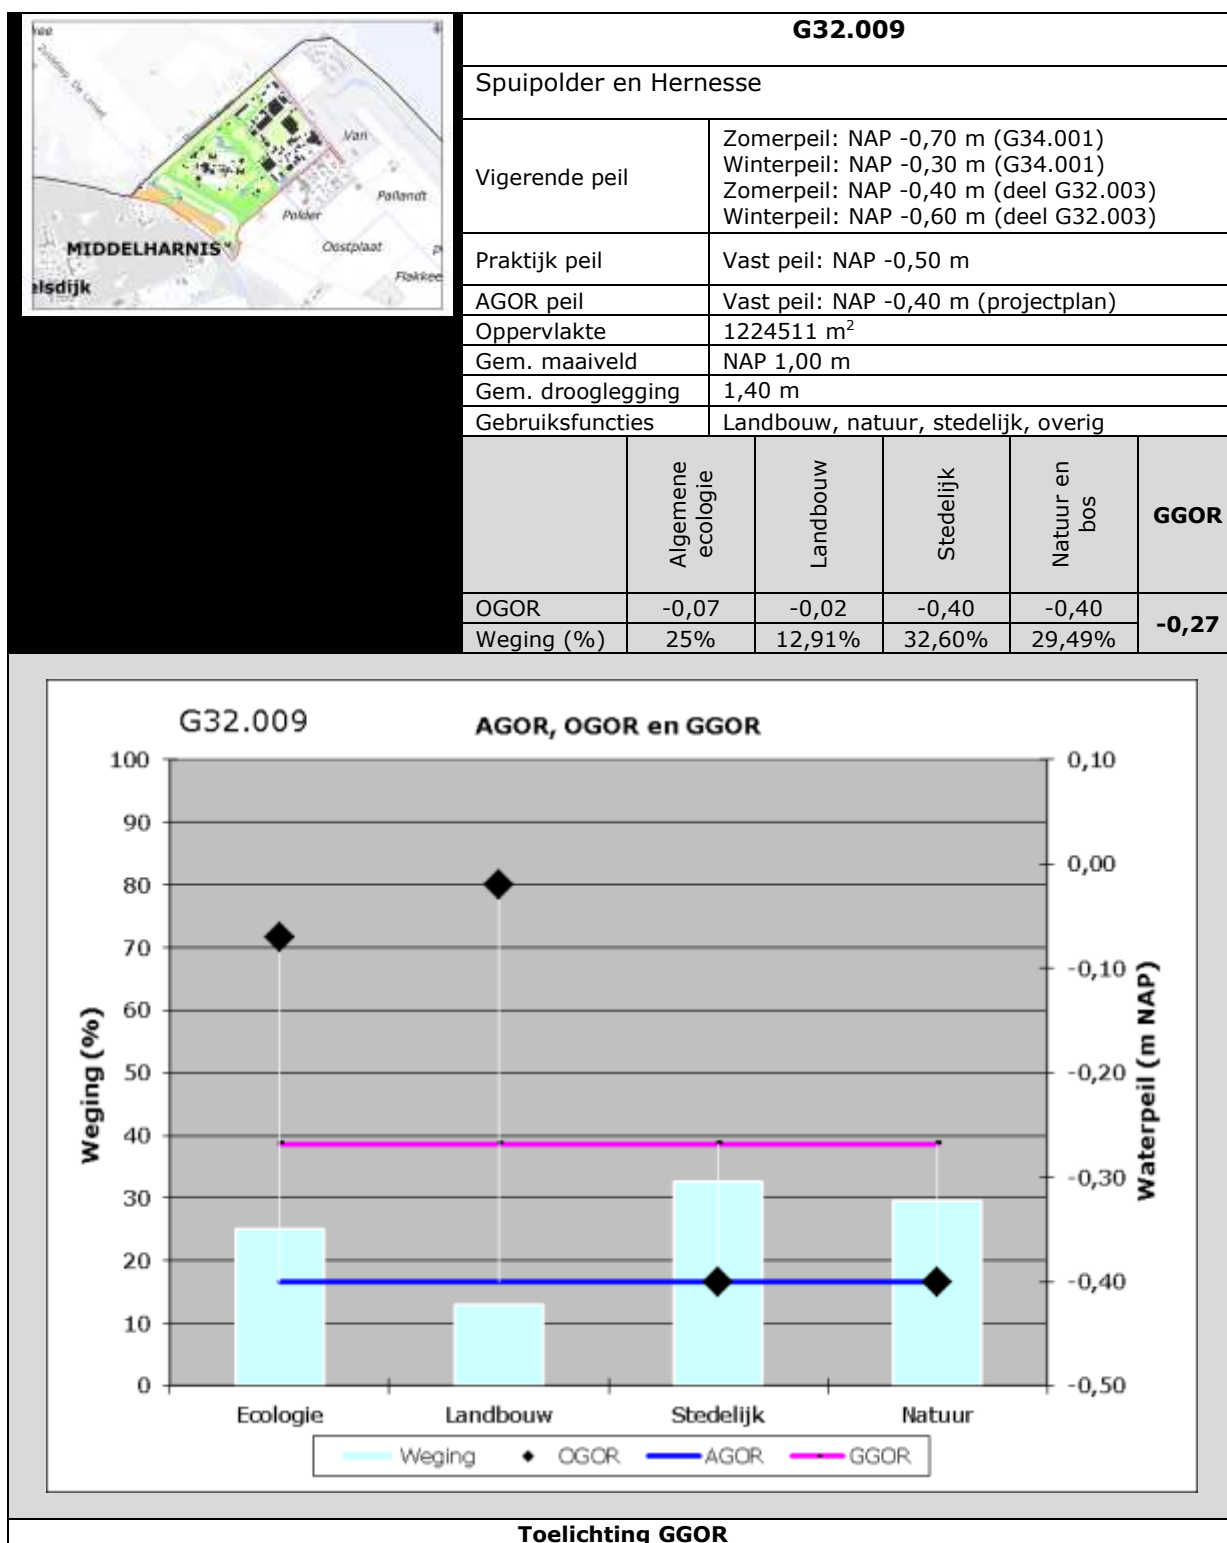 G32.009
Spuipolder en Hernesse
Vigerende peil
Zomerpeil: NAP -0,70 m (G34.001)
Winterpeil: NAP -0,30 m (G34.001)
Zomerpeil: NAP -0,40 m (deel G32.003)
Winterpeil: NAP -0,60 m (deel G32.003)
Praktijk peil Vast peil: NAP -0,50 m
AGOR peil Vast peil: NAP -0,40 m (projectplan)
Oppervlakte 1224511 m²
Gem. maaiveld NAP 1,00 m
Gem. drooglegging 1,40 m
Gebruiksfuncties Landbouw, natuur, stedelijk, overig
Algemene
ecologie
Landbouw
Stedelijk
Natuur en
bos
GGOR
OGOR -0,07 -0,02 -0,40 -0,40
-0,27
Weging (%) 25% 12,91% 32,60% 29,49%
Van
Pallandt
Polder
MIDDELHARNIS
Oostplaat
Flakkee
elsdijk
G32.009
AGOR, OGOR en GGOR
100
90
80
70
60
50
40
30
20
10
0
Weging (%)
0,10
0,00
-0,10
-0,20
-0,30
-0,40
-0,50
Waterpeil (m NAP)
Ecologie Landbouw Stedelijk Natuur
Weging OGOR AGOR GGOR
Toelichting GGOR